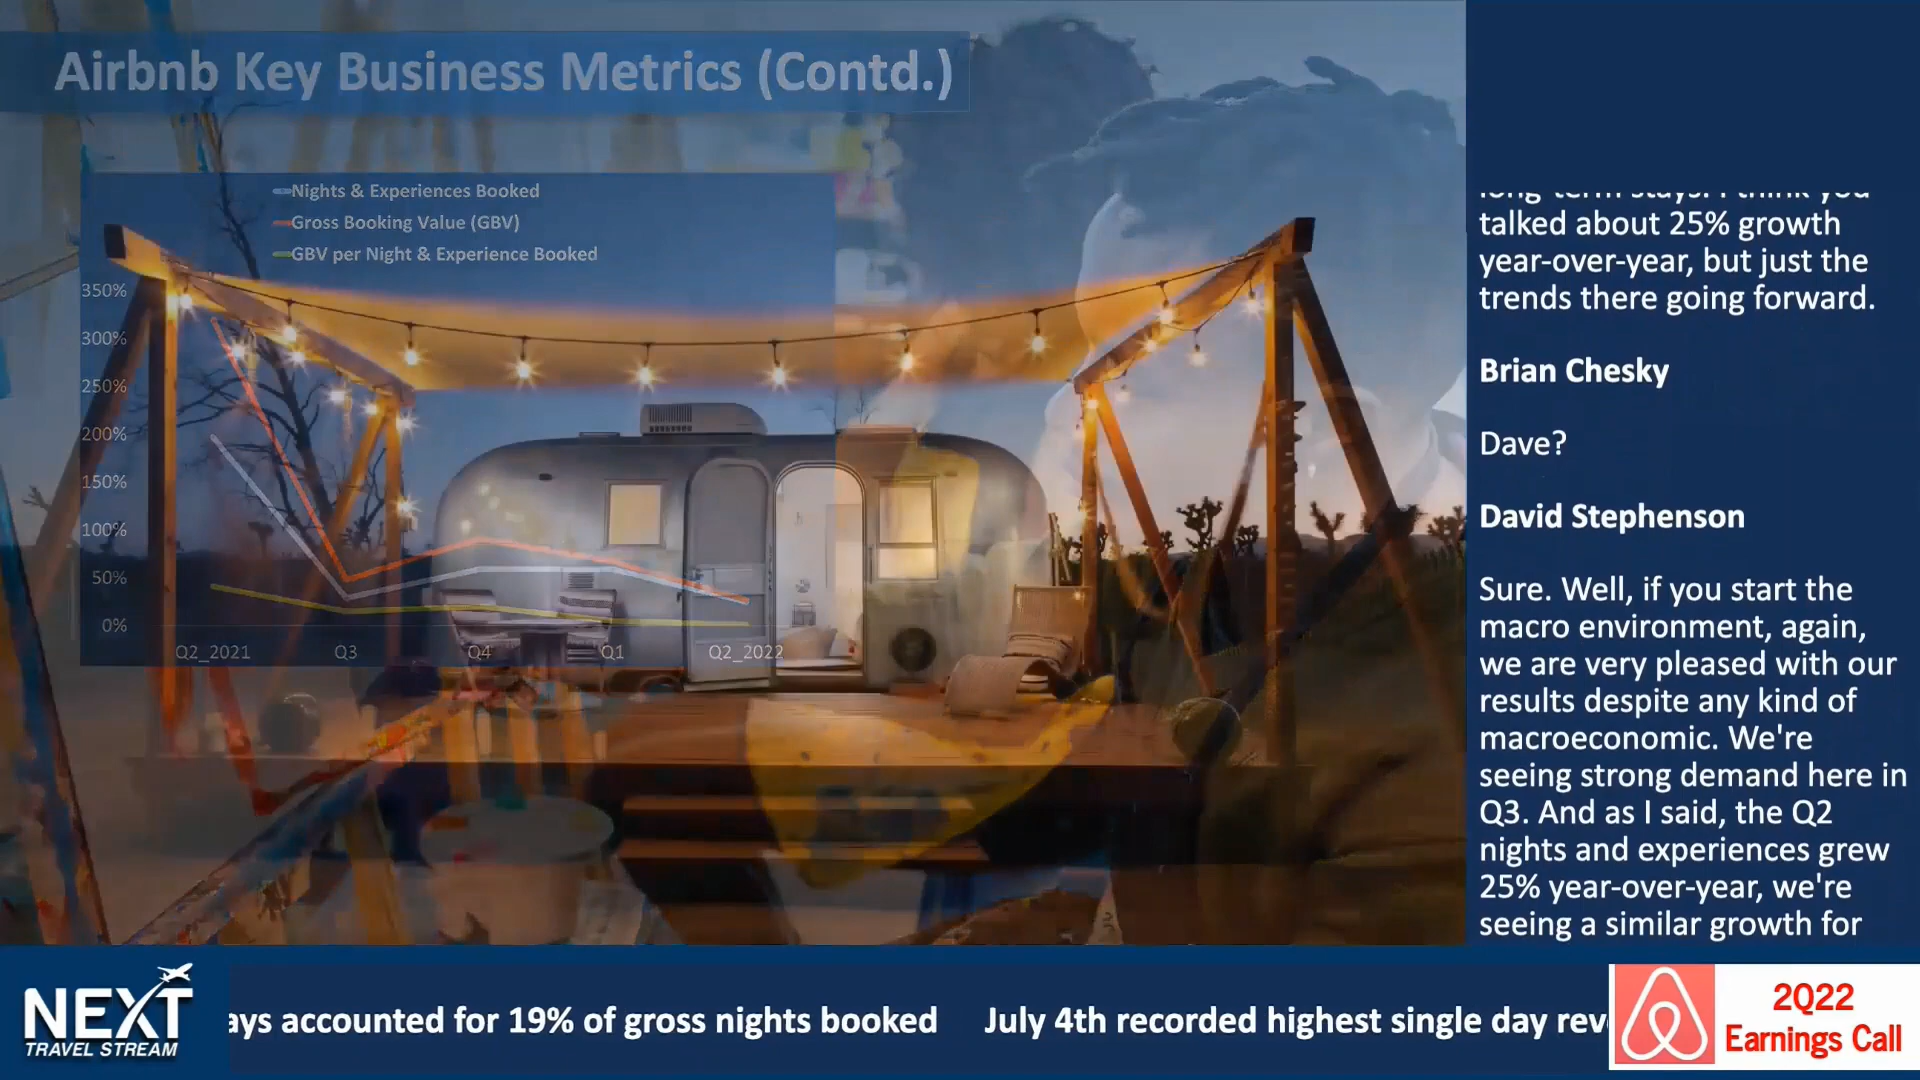 Airbnb Key Business Metrics (Contd.)
Nights & Experiences Booked
Gross Booking Value (GBV)
GBV per Night & Experience Booked
350%
300%
250%
200%
150%
100%
50%
0%
Q2_2021 Q3 Q4 Q1 Q2_2022
long-term stays. I think you
talked about 25% growth
year-over-year, but just the
trends there going forward.
Brian Chesky
Dave?
David Stephenson
Sure. Well, if you start the
macro environment, again,
we are very pleased with our
results despite any kind of
macroeconomic. We're
seeing strong demand here in
Q3. And as I said, the Q2
nights and experiences grew
25% year-over-year, we're
seeing a similar growth for
NEXT
TRAVEL STREAM
ays accounted for 19% of gross nights booked July 4th recorded highest single day rev
2Q22
Earnings Call